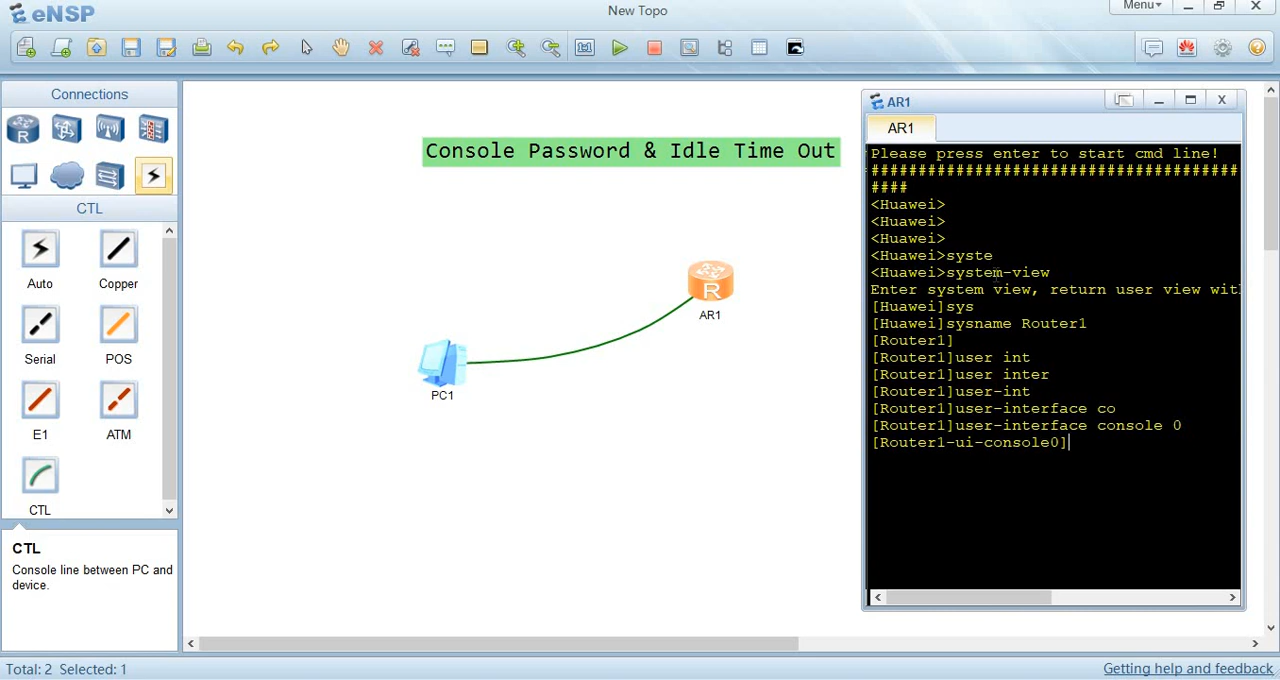 eNSP
New Topo
Menu
Connections
CTL
Auto
Copper
Serial
POS
E1
ATM
CTL
CTL
Console line between PC and
device.
Console Password & Idle Time Out
R
AR1
PC1
AR1
AR1
Please press enter to start cmd line!
#######################################
####
<Huawei>
<Huawei>
<Huawei>
<Huawei>syste
<Huawei>system-view
Enter system view, return user view wit
[Huawei]sys
[Huawei]sysname Router1
[Router1]
[Router1]user int
[Router1]user inter
[Router1]user-int
[Router1]user-interface co
[Router1]user-interface console 0
[Router1-ui-console0]
Total: 2 Selected: 1
Getting help and feedback